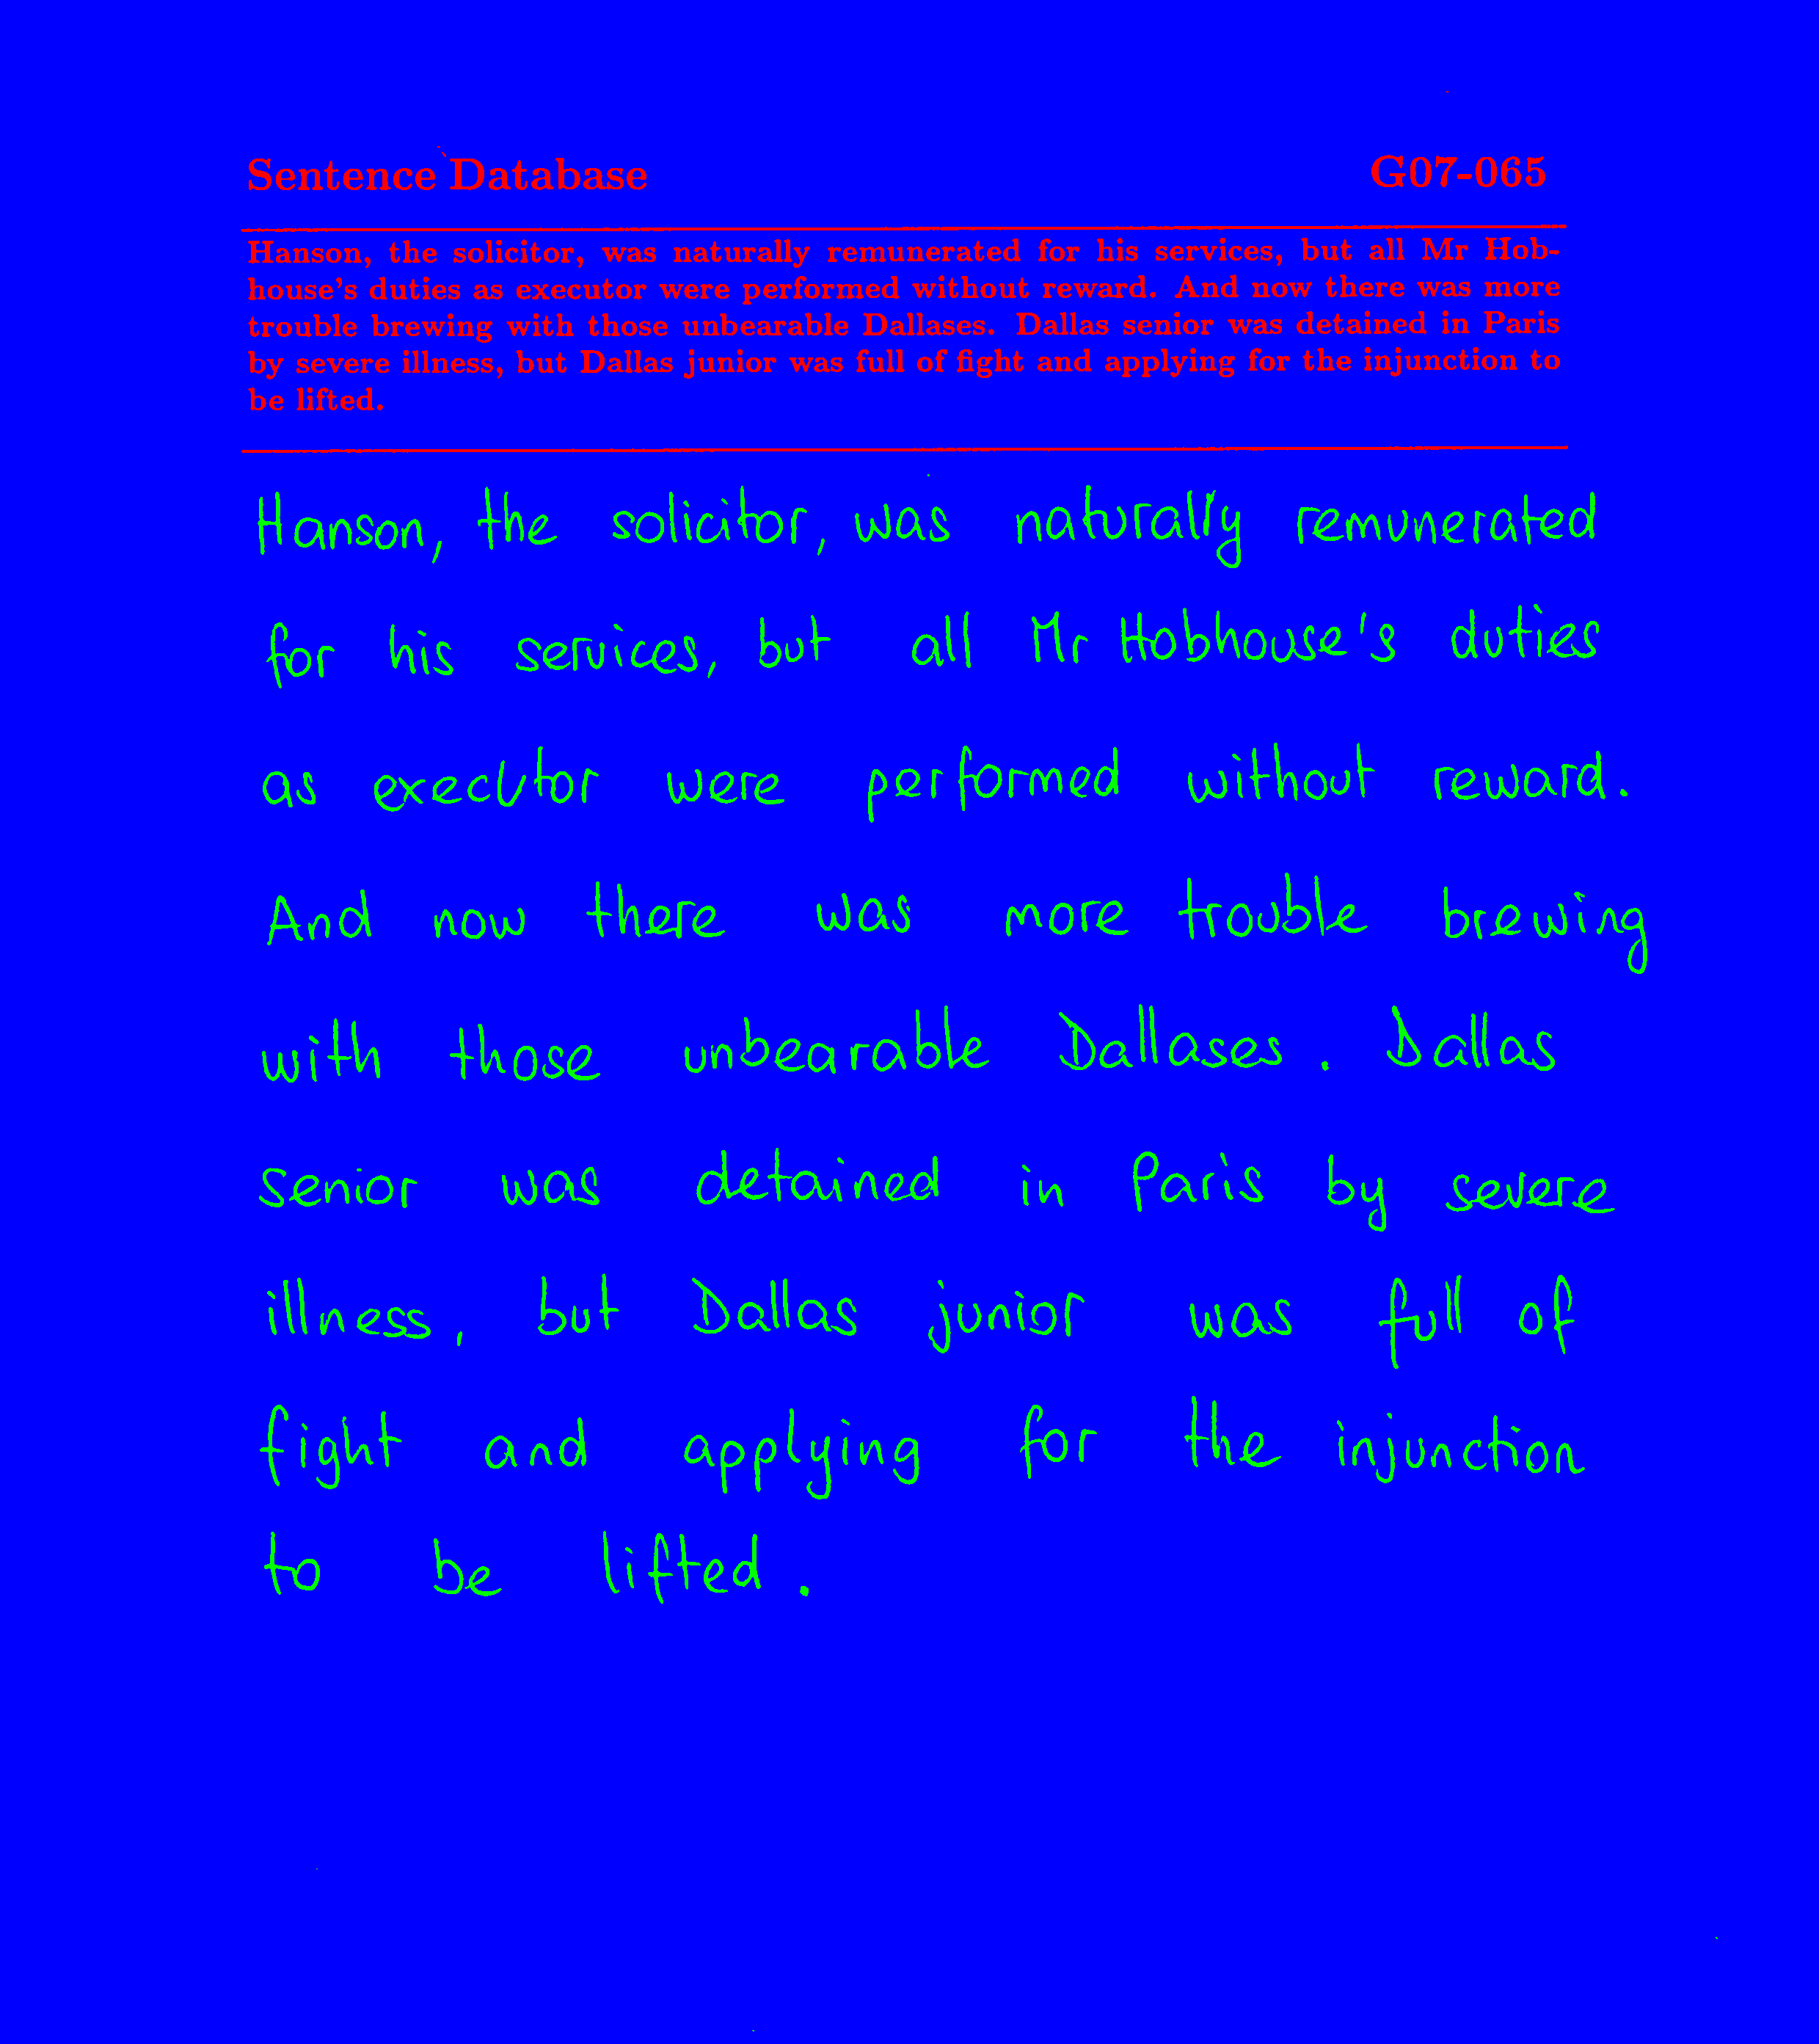 Sentence Database G07-065
Hanson, the solicitor, was naturally remunerated for his services, but all Mr Hob-
house's duties as executor were performed without reward. And now there was more
trouble brewing with those unbearable Dallases. Dallas senior was detained in Paris
by severe illness, but Dallas junior was full of fight and applying for the injunction to
be lifted.
Hanson, the solicitor, was naturally remunerated
for his services, but all Mr Hobhouse's duties
as executor were performed without reward.
And now there was more trouble brewing
with those unbearable Dallases. Dallas
senior was detained in Paris by severe
illness, but Dallas junior was full of
fight and applying for the injunction
to be lifted.